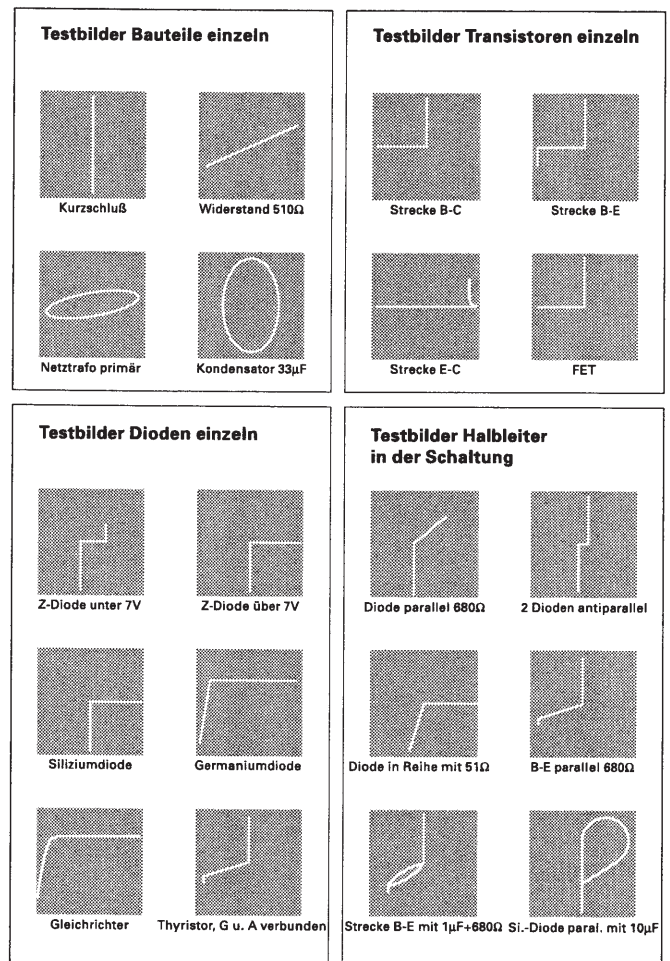 Testbilder Bauteile einzeln
Kurzschluß
Widerstand 510Ω
Netztrafo primär
Kondensator 33µF
Testbilder Transistoren einzeln
Strecke B-C
Strecke B-E
Strecke E-C
FET
Testbilder Dioden einzeln
Z-Diode unter 7V
Z-Diode über 7V
Siliziumdiode
Germaniumdiode
Gleichrichter
Thyristor, G u. A verbunden
Testbilder Halbleiter
in der Schaltung
Diode parallel 680Ω
2 Dioden antiparallel
Diode in Reihe mit 51Ω
B-E parallel 680Ω
Strecke B-E mit 1µF+680Ω
Si.-Diode paral. mit 10µF